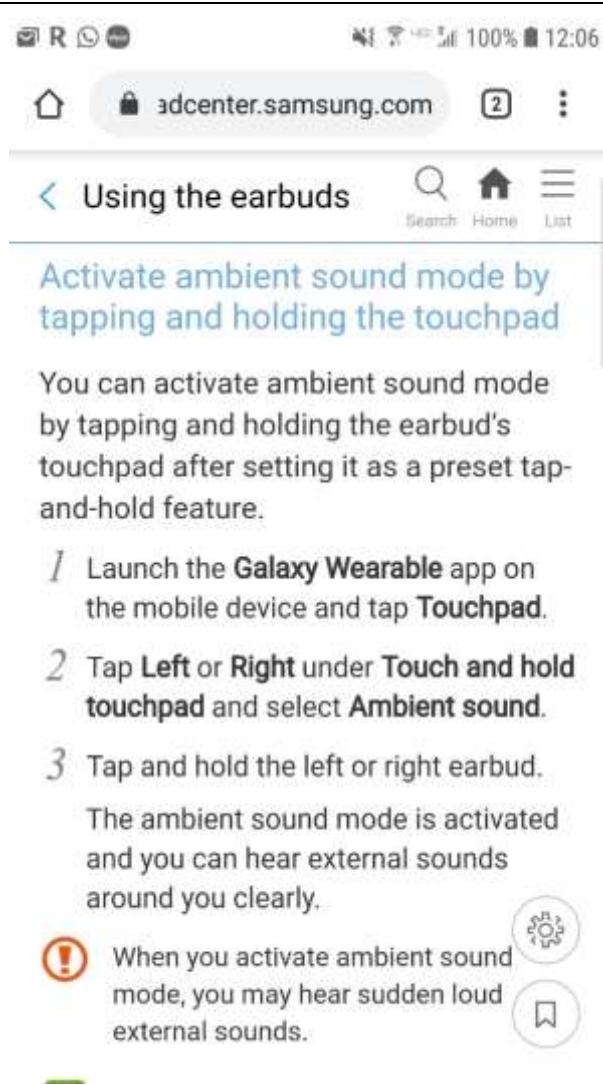 R 100% 12:06
adcenter.samsung.com 2
Using the earbuds
Search Home List
Activate ambient sound mode by
tapping and holding the touchpad
You can activate ambient sound mode
by tapping and holding the earbud's
touchpad after setting it as a preset tap-
and-hold feature.
1 Launch the Galaxy Wearable app on
the mobile device and tap Touchpad.
2 Tap Left or Right under Touch and hold
touchpad and select Ambient sound.
3 Tap and hold the left or right earbud.
The ambient sound mode is activated
and you can hear external sounds
around you clearly.
When you activate ambient sound
mode, you may hear sudden loud
external sounds.